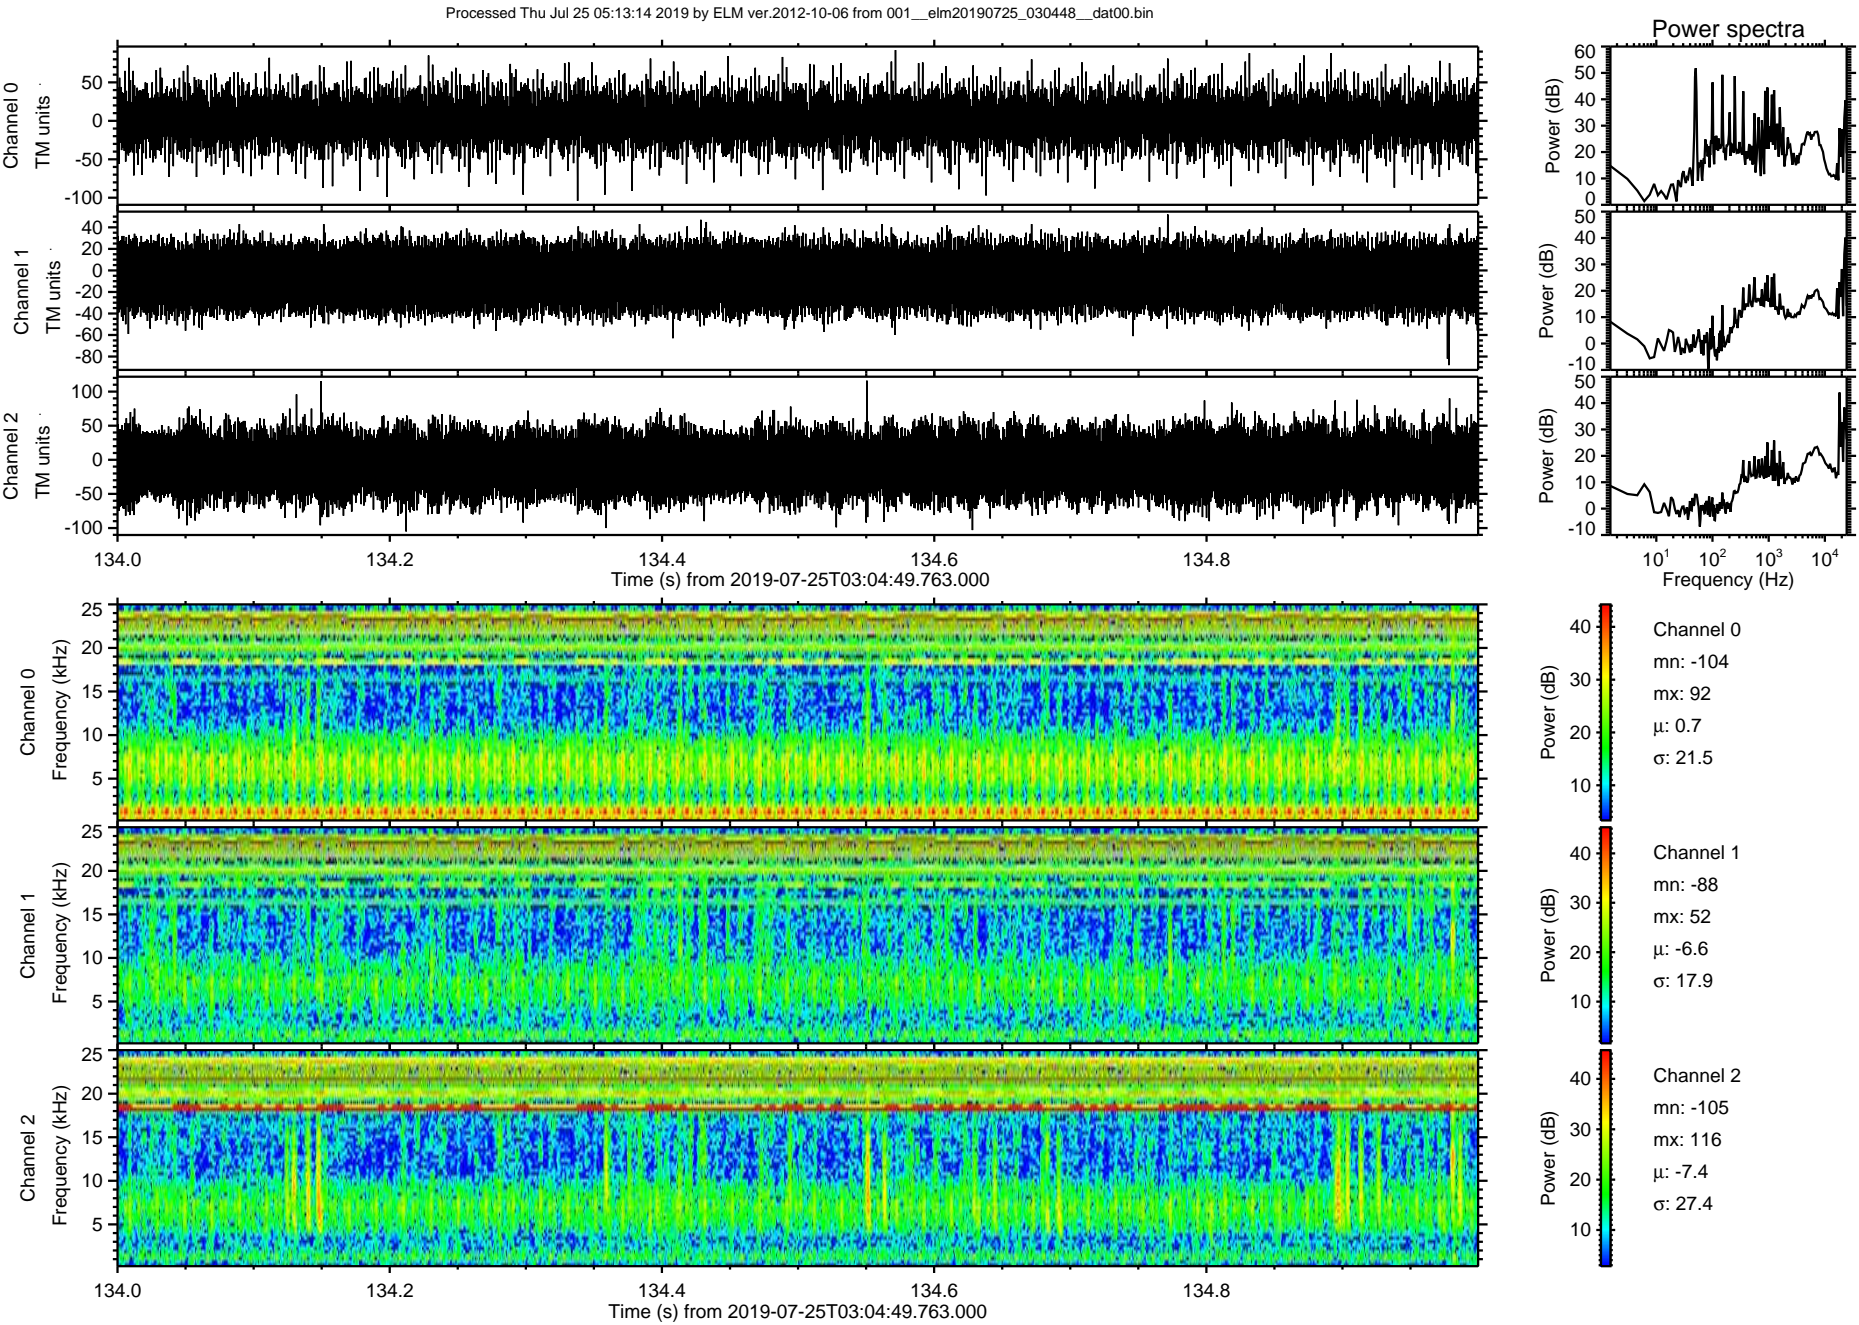 Processed Thu Jul 25 05:13:14 2019 by ELM ver.2012-10-06 from 001__elm20190725_030448__dat00.bin
Power spectra
Channel 0
TM units
50
0
-50
-100
Power (dB)
60
50
40
30
20
10
0
Channel 1
TM units
40
20
0
-20
-40
-60
-80
Power (dB)
50
40
30
20
10
0
-10
Channel 2
TM units
100
50
0
-50
-100
Power (dB)
50
40
30
20
10
0
-10
134.0 134.2 134.4 134.6 134.8
Time (s) from 2019-07-25T03:04:49.763.000
10¹ 10² 10³ 10⁴
Frequency (Hz)
Channel 0
Frequency (kHz)
25
20
15
10
5
Power (dB)
40
30
20
10
Channel 0
mn: -104
mx: 92
μ: 0.7
σ: 21.5
Channel 1
Frequency (kHz)
25
20
15
10
5
Power (dB)
40
30
20
10
Channel 1
mn: -88
mx: 52
μ: -6.6
σ: 17.9
Channel 2
Frequency (kHz)
25
20
15
10
5
Power (dB)
40
30
20
10
Channel 2
mn: -105
mx: 116
μ: -7.4
σ: 27.4
134.0 134.2 134.4 134.6 134.8
Time (s) from 2019-07-25T03:04:49.763.000